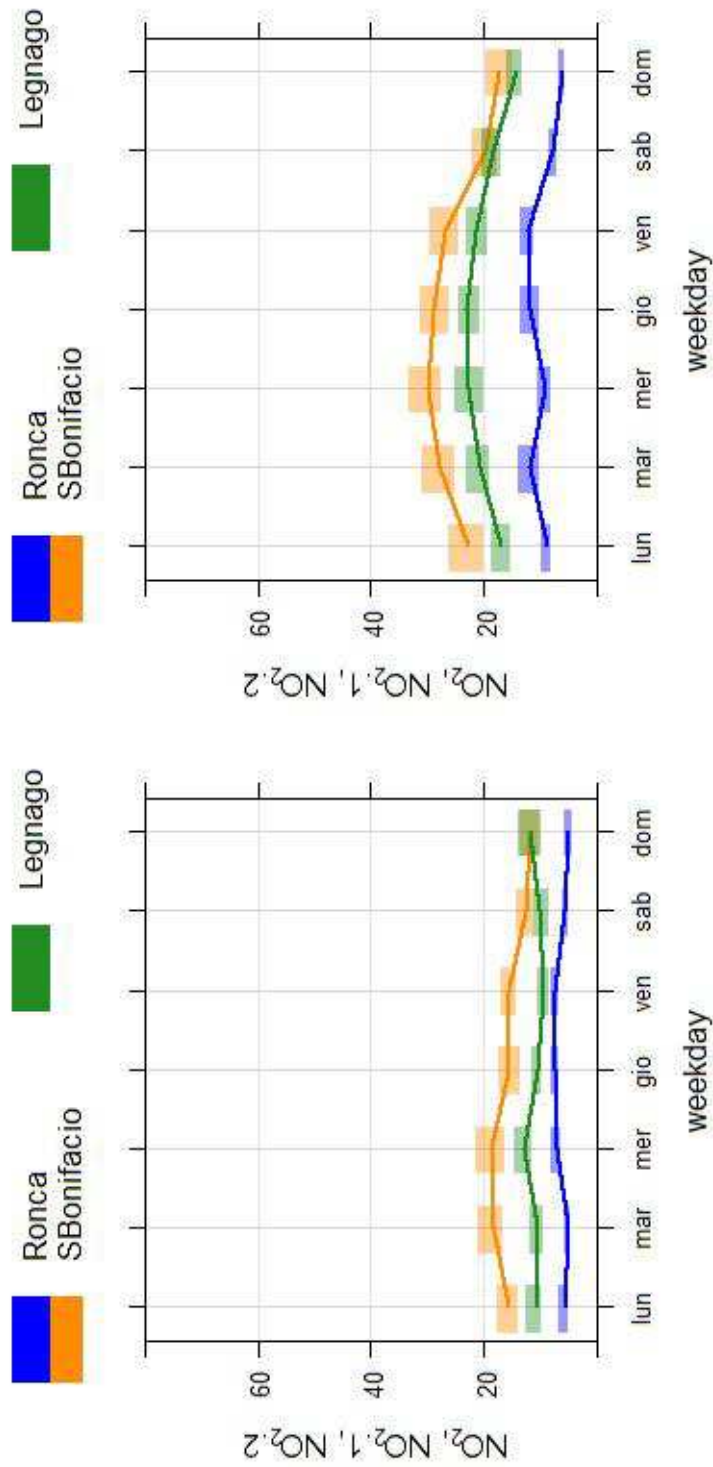 Ronca
SBonifacio
Legnago
NO2, NO2.1, NO2.2
60
40
20
lun mar mer gio ven sab dom
weekday
Ronca
SBonifacio
Legnago
NO2, NO2.1, NO2.2
60
40
20
lun mar mer gio ven sab dom
weekday